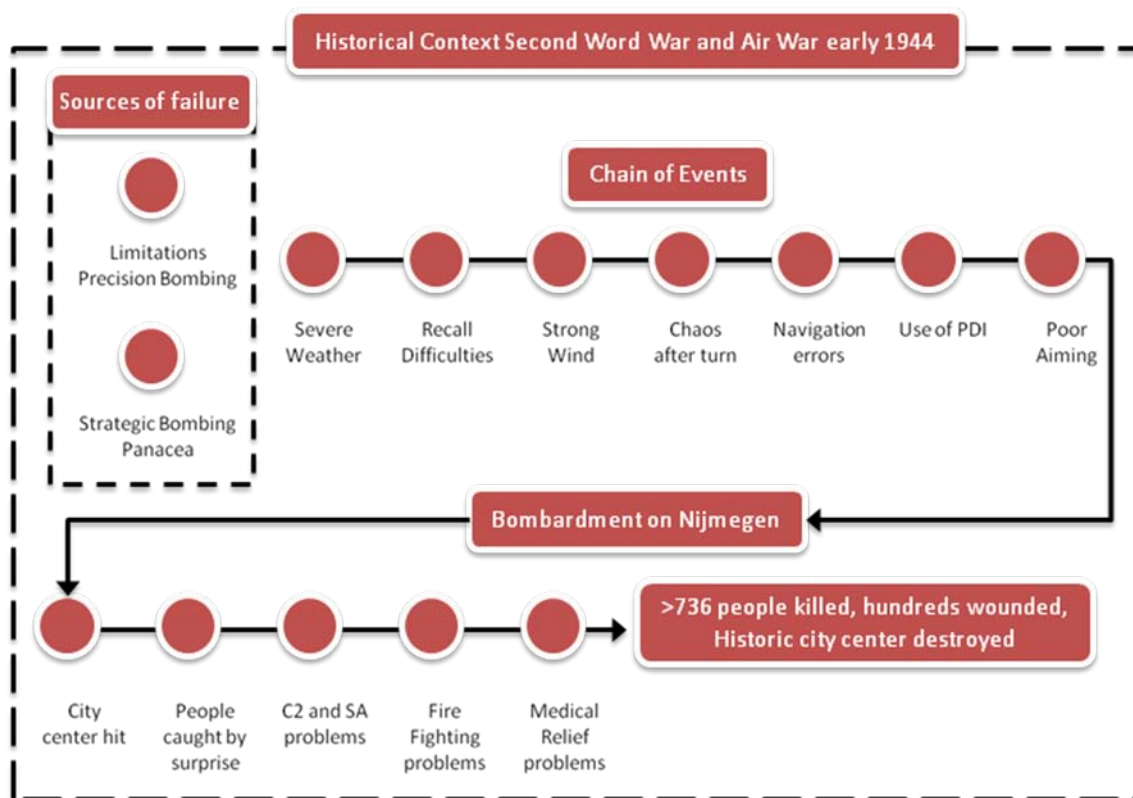 Historical Context Second Word War and Air War early 1944
Sources of failure
Limitations
Precision Bombing
Strategic Bombing
Panacea
Chain of Events
Severe
Weather
Recall
Difficulties
Strong
Wind
Chaos
after turn
Navigation
errors
Use of PDI
Poor
Aiming
Bombardment on Nijmegen
City
center hit
People
caught by
surprise
C2 and SA
problems
Fire
Fighting
problems
Medical
Relief
problems
>736 people killed, hundreds wounded,
Historic city center destroyed